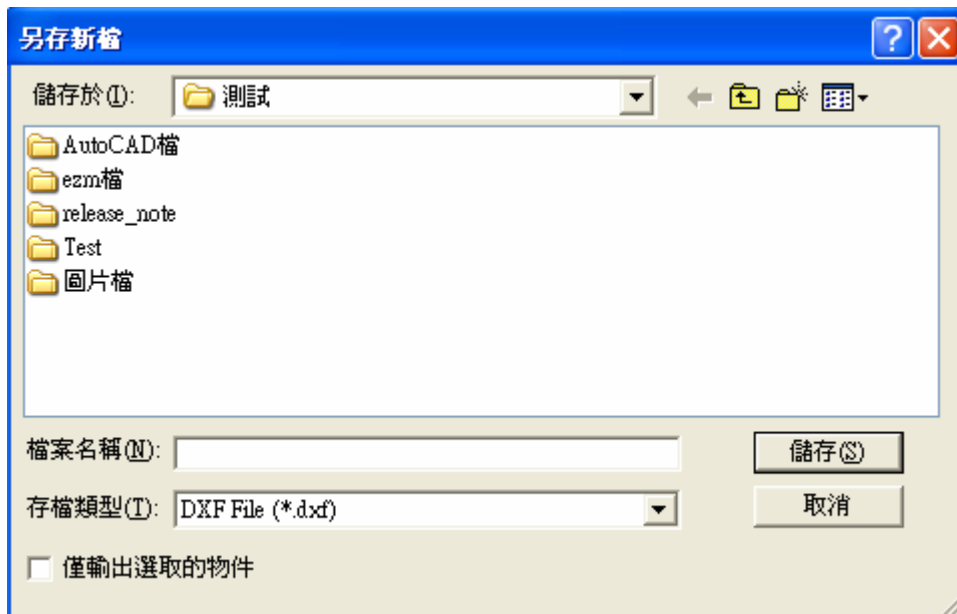 另存新檔
儲存於(I): 測試
AutoCAD檔
ezm檔
release_note
Test
圖片檔
檔案名稱(N): 儲存(S)
存檔類型(T): DXF File (*.dxf) 取消
僅輸出選取的物件